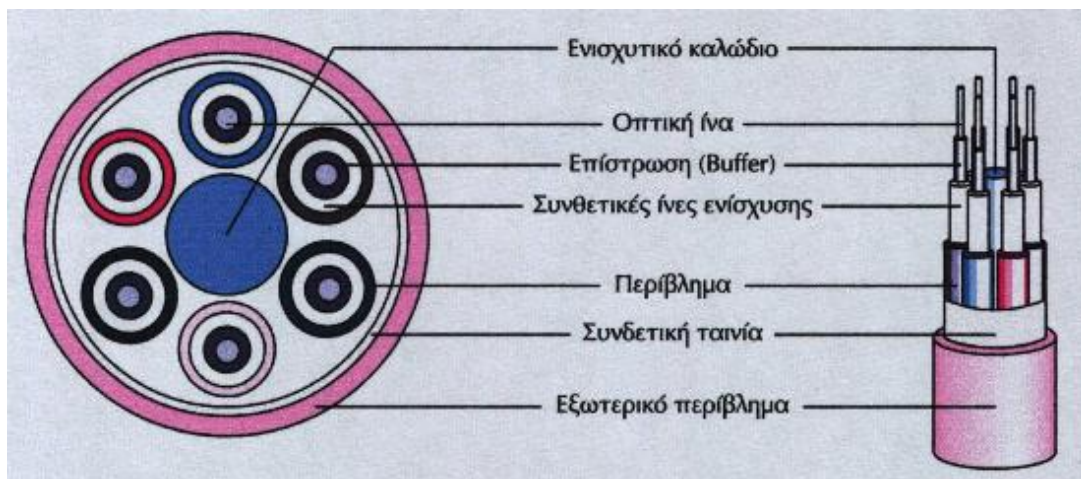 Ενισχυτικό καλώδιο
Οπτική ίνα
Επίστρωση (Buffer)
Συνθετικές ίνες ενίσχυσης
Περίβλημα
Συνδετική ταινία
Εξωτερικό περίβλημα